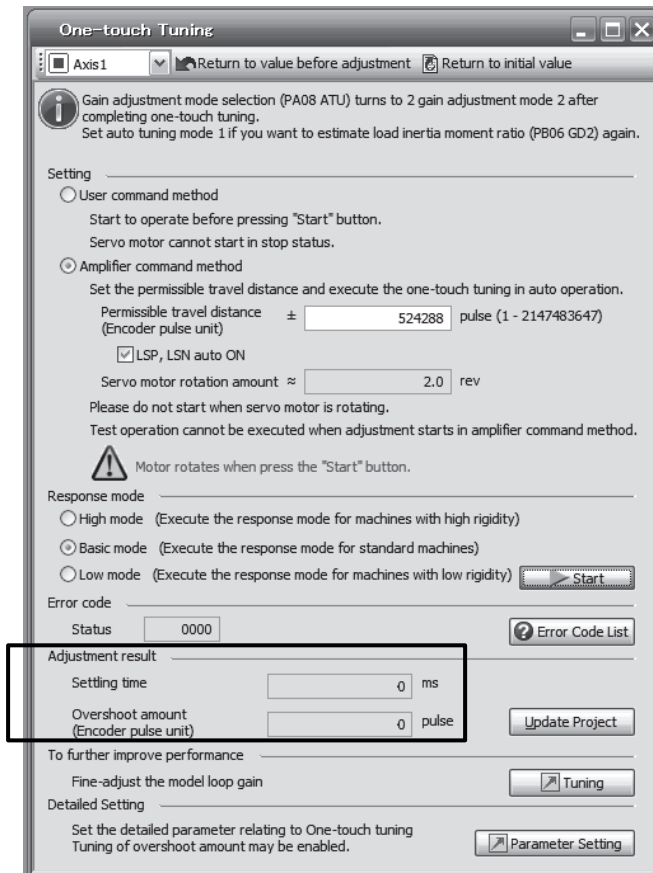 One-touch Tuning
Axis1 Return to value before adjustment Return to initial value
Gain adjustment mode selection (PA08 ATU) turns to 2 gain adjustment mode 2 after
completing one-touch tuning.
Set auto tuning mode 1 if you want to estimate load inertia moment ratio (PB06 GD2) again.
Setting
User command method
Start to operate before pressing "Start" button.
Servo motor cannot start in stop status.
Amplifier command method
Set the permissible travel distance and execute the one-touch tuning in auto operation.
Permissible travel distance
(Encoder pulse unit) ± 524288 pulse (1 - 2147483647)
LSP, LSN auto ON
Servo motor rotation amount ≈ 2.0 rev
Please do not start when servo motor is rotating.
Test operation cannot be executed when adjustment starts in amplifier command method.
Motor rotates when press the "Start" button.
Response mode
High mode (Execute the response mode for machines with high rigidity)
Basic mode (Execute the response mode for standard machines)
Low mode (Execute the response mode for machines with low rigidity) Start
Error code
Status 0000 Error Code List
Adjustment result
Settling time 0 ms
Overshoot amount
(Encoder pulse unit) 0 pulse Update Project
To further improve performance
Fine-adjust the model loop gain Tuning
Detailed Setting
Set the detailed parameter relating to One-touch tuning
Tuning of overshoot amount may be enabled. Parameter Setting